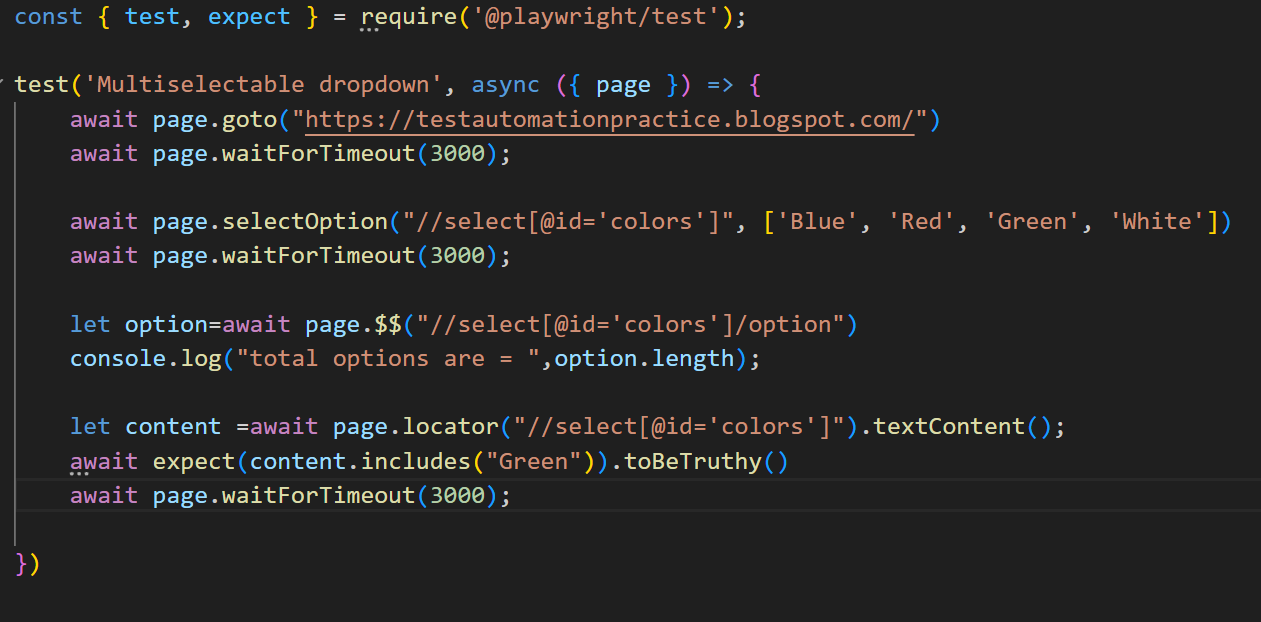 const { test, expect } = require('@playwright/test');
test('Multiselectable dropdown', async ({ page }) => {
await page.goto("https://testautomationpractice.blogspot.com/")
await page.waitForTimeout(3000);
await page.selectOption("//select[@id='colors']", ['Blue', 'Red', 'Green', 'White'])
await page.waitForTimeout(3000);
let option=await page.$$("//select[@id='colors']/option")
console.log("total options are = ",option.length);
let content =await page.locator("//select[@id='colors']").textContent();
await expect(content.includes("Green")).toBeTruthy()
await page.waitForTimeout(3000);
})